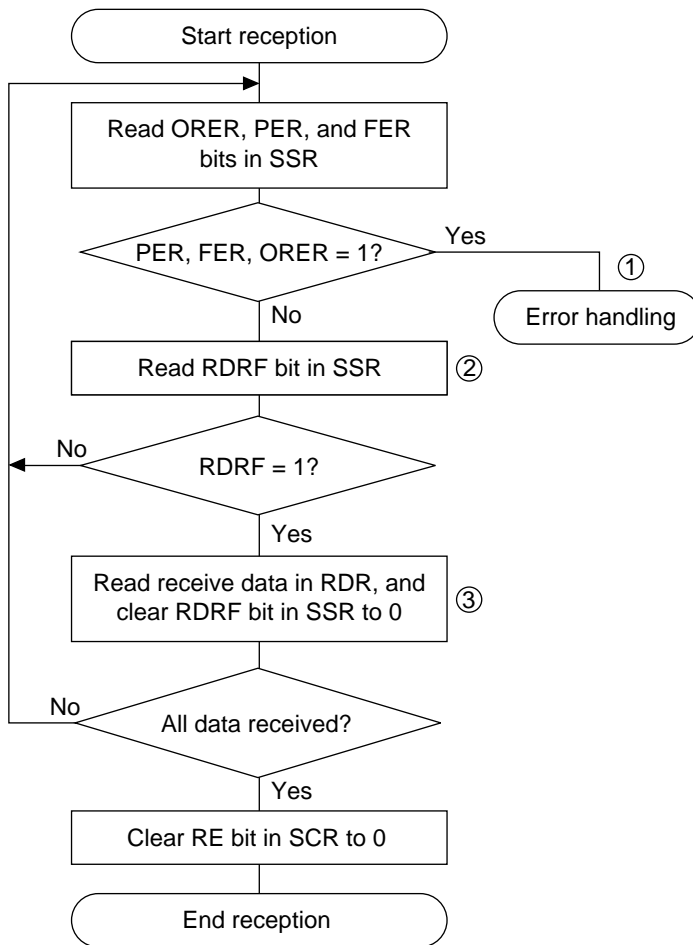 Start reception
Read ORER, PER, and FER
bits in SSR
PER, FER, ORER = 1?
Yes
①
Error handling
No
Read RDRF bit in SSR
②
No
RDRF = 1?
Yes
Read receive data in RDR, and
clear RDRF bit in SSR to 0
③
No
All data received?
Yes
Clear RE bit in SCR to 0
End reception